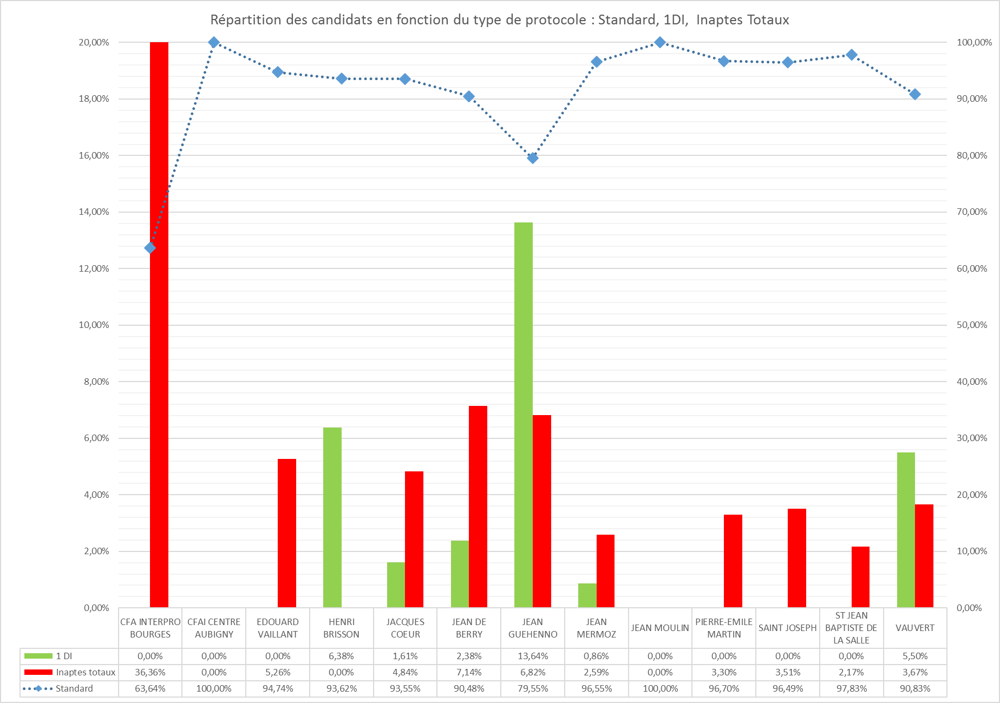 Répartition des candidats en fonction du type de protocole : Standard, 1DI, Inaptes Totaux
20,00% 100,00%
18,00% 90,00%
16,00% 80,00%
14,00% 70,00%
12,00% 60,00%
10,00% 50,00%
8,00% 40,00%
6,00% 30,00%
4,00% 20,00%
2,00% 10,00%
0,00% 0,00%
CFA INTERPRO BOURGES
CFAI CENTRE AUBIGNY
EDOUARD VAILLANT
HENRI BRISSON
JACQUES COEUR
JEAN DE BERRY
JEAN GUEHENNO
JEAN MERMOZ
JEAN MOULIN
PIERRE-EMILE MARTIN
SAINT JOSEPH
ST JEAN BAPTISTE DE LA SALLE
VAUVERT
1 DI 0,00% 0,00% 0,00% 6,38% 1,61% 2,38% 13,64% 0,86% 0,00% 0,00% 0,00% 0,00% 5,50%
Inaptes totaux 36,36% 0,00% 5,26% 0,00% 4,84% 7,14% 6,82% 2,59% 0,00% 3,30% 3,51% 2,17% 3,67%
Standard 63,64% 100,00% 94,74% 93,62% 93,55% 90,48% 79,55% 96,55% 100,00% 96,70% 96,49% 97,83% 90,83%